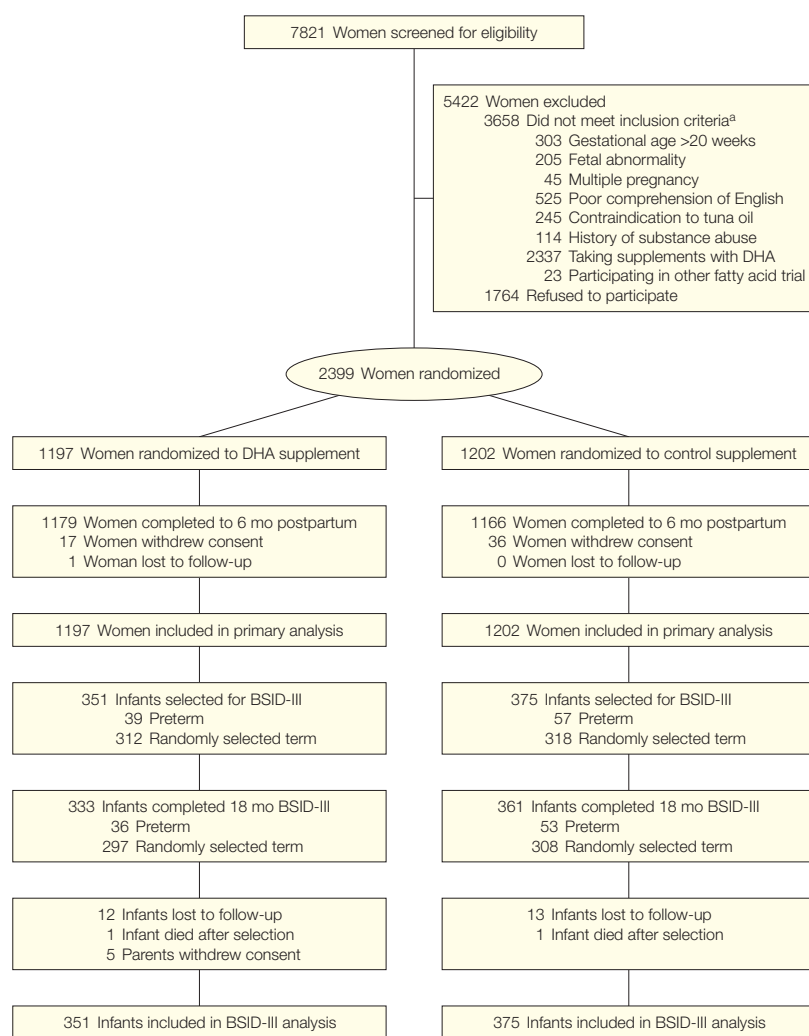 7821 Women screened for eligibility
5422 Women excluded
3658 Did not meet inclusion criteriaa
303 Gestational age >20 weeks
205 Fetal abnormality
45 Multiple pregnancy
525 Poor comprehension of English
245 Contraindication to tuna oil
114 History of substance abuse
2337 Taking supplements with DHA
23 Participating in other fatty acid trial
1764 Refused to participate
2399 Women randomized
1197 Women randomized to DHA supplement
1202 Women randomized to control supplement
1179 Women completed to 6 mo postpartum
17 Women withdrew consent
1 Woman lost to follow-up
1166 Women completed to 6 mo postpartum
36 Women withdrew consent
0 Women lost to follow-up
1197 Women included in primary analysis
1202 Women included in primary analysis
351 Infants selected for BSID-III
39 Preterm
312 Randomly selected term
375 Infants selected for BSID-III
57 Preterm
318 Randomly selected term
333 Infants completed 18 mo BSID-III
36 Preterm
297 Randomly selected term
361 Infants completed 18 mo BSID-III
53 Preterm
308 Randomly selected term
12 Infants lost to follow-up
1 Infant died after selection
5 Parents withdrew consent
13 Infants lost to follow-up
1 Infant died after selection
351 Infants included in BSID-III analysis
375 Infants included in BSID-III analysis